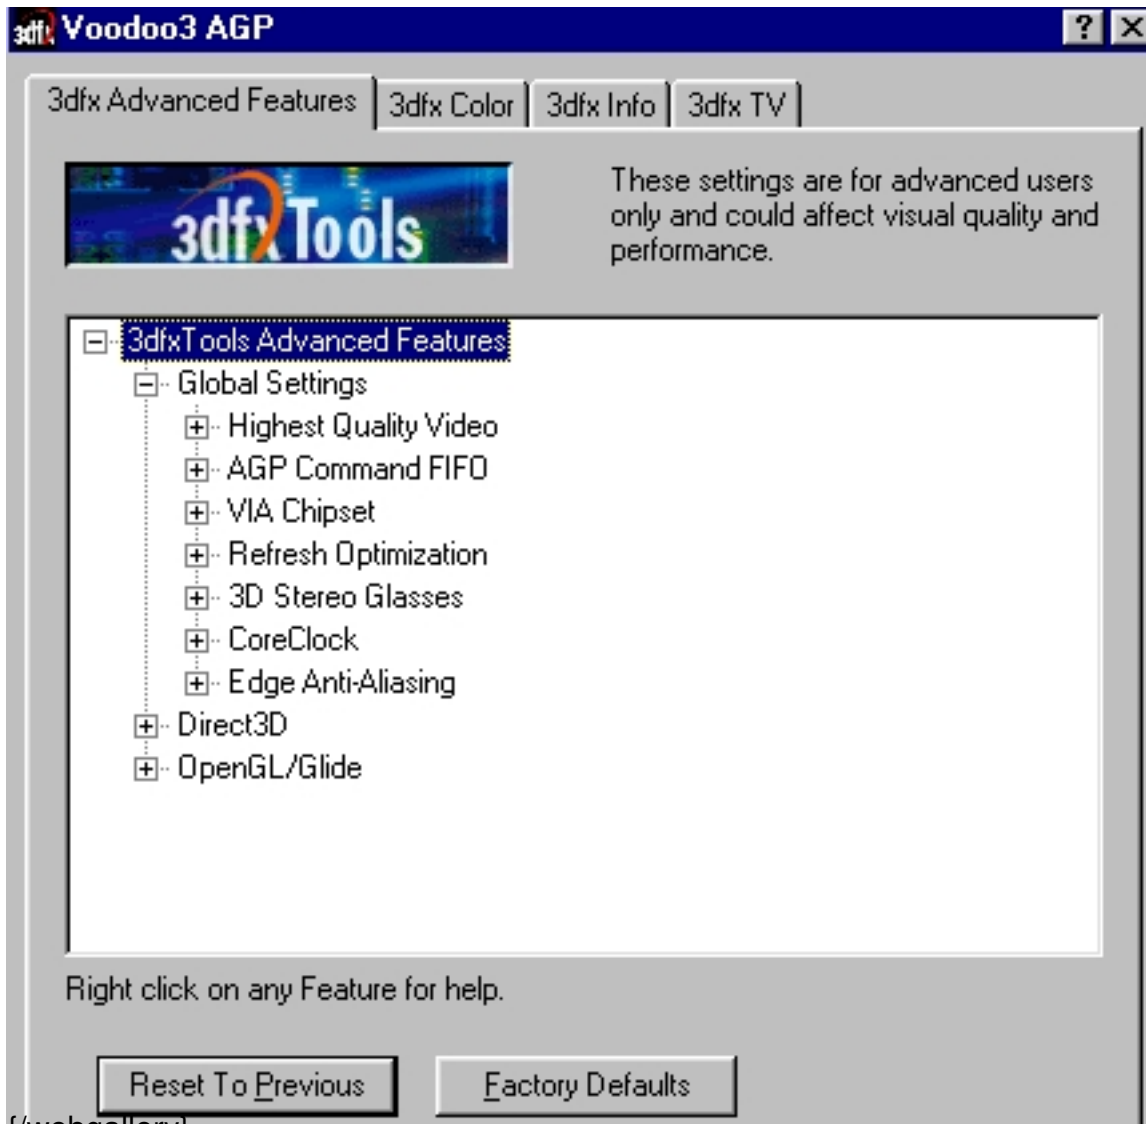 3dfx Voodoo3 AGP
3dfx Advanced Features 3dfx Color 3dfx Info 3dfx TV
3dfxTools
These settings are for advanced users
only and could affect visual quality and
performance.
3dfxTools Advanced Features
Global Settings
Highest Quality Video
AGP Command FIFO
VIA Chipset
Refresh Optimization
3D Stereo Glasses
CoreClock
Edge Anti-Aliasing
Direct3D
OpenGL/Glide
Right click on any Feature for help.
Reset To Previous Factory Defaults
{/webgallery}